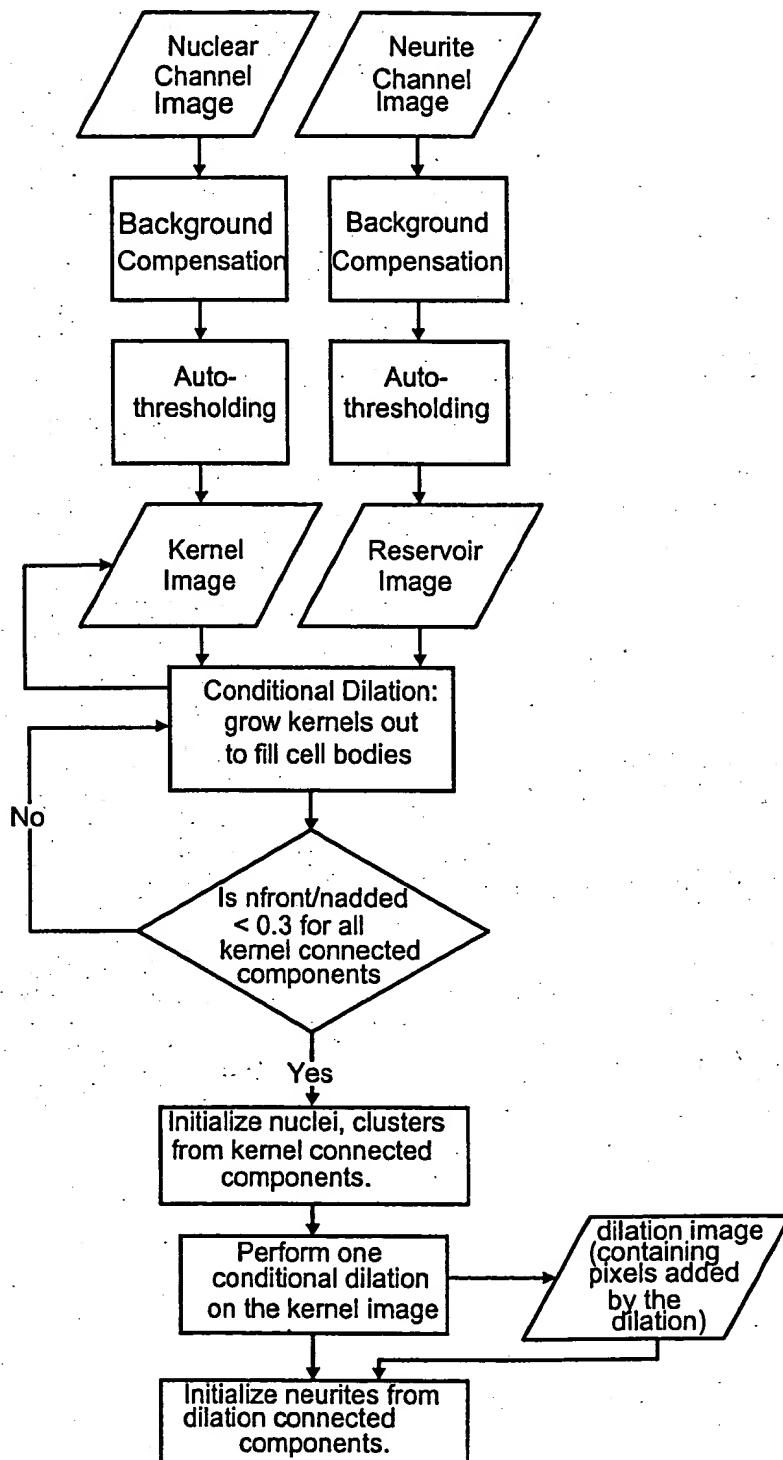 Nuclear
Channel
Image
Neurite
Channel
Image
Background
Compensation
Background
Compensation
Auto-
thresholding
Auto-
thresholding
Kernel
Image
Reservoir
Image
Conditional Dilation:
grow kernels out
to fill cell bodies
No
Is nfront/nadded
< 0.3 for all
kernel connected
components
Yes
Initialize nuclei, clusters
from kernel connected
components.
Perform one
conditional dilation
on the kernel image
dilation image
(containing
pixels added
by the
dilation)
Initialize neurites from
dilation connected
components.